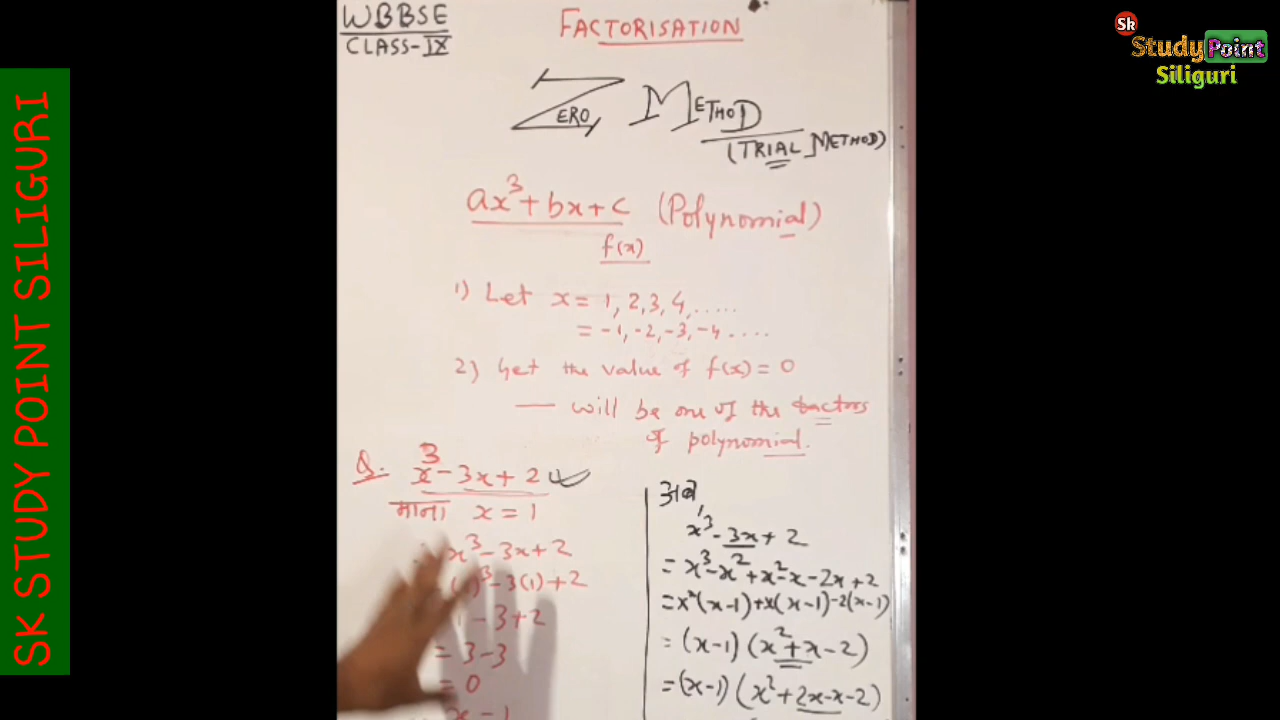 SK STUDY POINT SILIGURI
Sk
Study Point
Siliguri
WBBSE
CLASS-IX
FACTORISATION
ZERO METHOD
(TRIAL METHOD)
ax³ + bx + c (Polynomial)
f(x)
1) Let x = 1, 2, 3, 4, .....
= -1, -2, -3, -4 ....
2) Get the value of f(x) = 0
— will be one of the factors
of polynomial.
Q. x³ - 3x + 2
माना x = 1
x³ - 3x + 2
(1)³ - 3(1) + 2
1 - 3 + 2
= 3 - 3
= 0
x - 1
अब,
x³ - 3x + 2
= x³ - x² + x² - x - 2x + 2
= x²(x-1) + x(x-1) - 2(x-1)
= (x-1) (x² + x - 2)
= (x-1) (x² + 2x - x - 2)